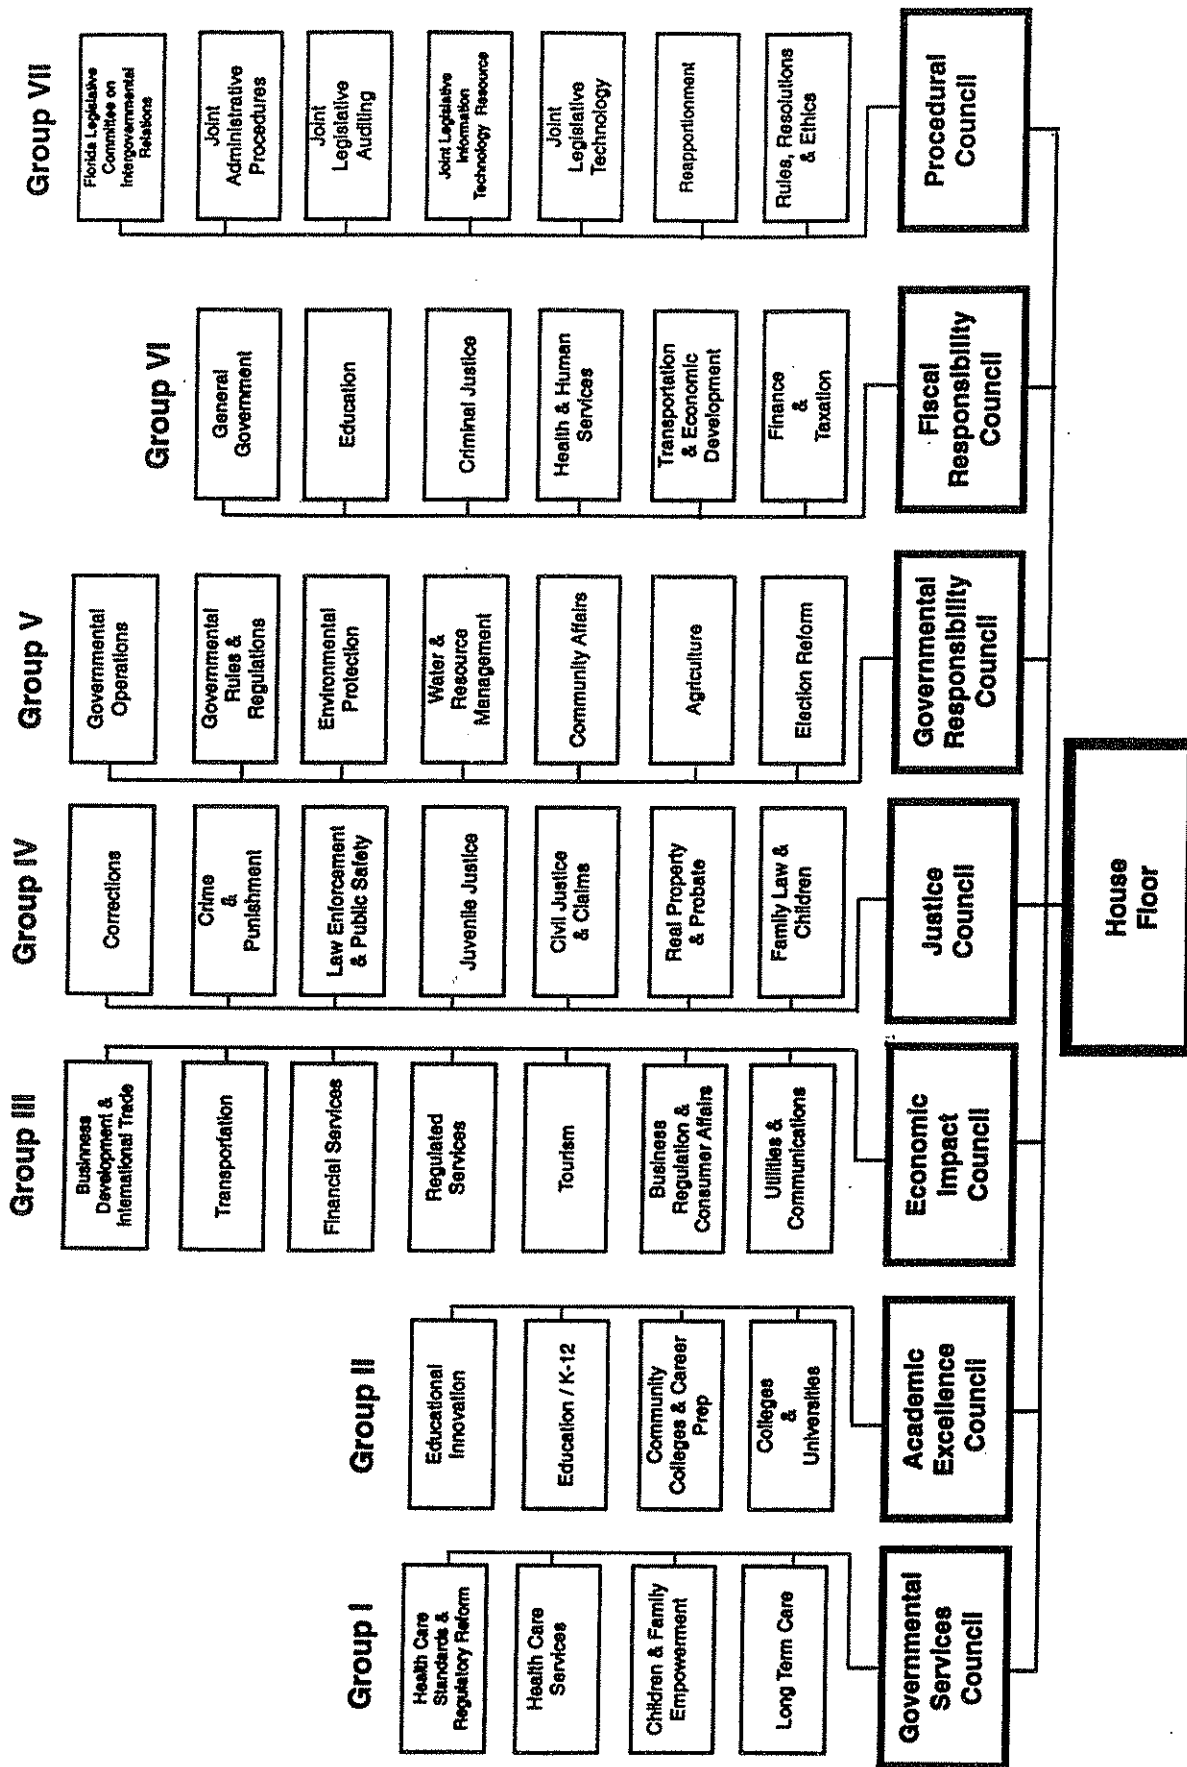 Group I
Health Care
Standards &
Regulatory Reform
Health Care
Services
Children & Family
Empowerment
Long Term Care
Governmental
Services
Council
Group II
Educational
Innovation
Education / K-12
Community
Colleges & Career
Prep
Colleges
&
Universities
Academic
Excellence
Council
Group III
Business
Development &
International Trade
Transportation
Financial Services
Regulated
Services
Tourism
Business
Regulation &
Consumer Affairs
Utilities &
Communications
Economic
Impact
Council
Group IV
Corrections
Crime
&
Punishment
Law Enforcement
& Public Safety
Juvenile Justice
Civil Justice
& Claims
Real Property
& Probate
Family Law &
Children
Justice
Council
Group V
Governmental
Operations
Governmental
Rules &
Regulations
Environmental
Protection
Water &
Resource
Management
Community Affairs
Agriculture
Election Reform
Governmental
Responsibility
Council
Group VI
General
Government
Education
Criminal Justice
Health & Human
Services
Transportation
& Economic
Development
Finance
&
Taxation
Fiscal
Responsibility
Council
Group VII
Florida Legislative
Committee on
Intergovernmental
Relations
Joint
Administrative
Procedures
Joint
Legislative
Auditing
Joint Legislative
Information
Technology Resource
Joint
Legislative
Technology
Reapportionment
Rules, Resolutions
& Ethics
Procedural
Council
House
Floor